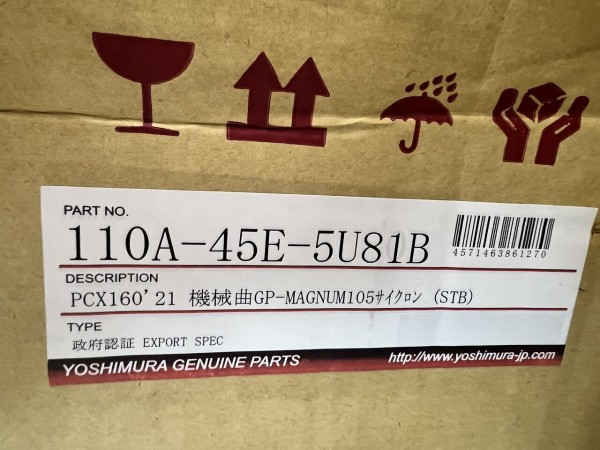 PART NO.
110A-45E-5U81B
4571463861270
DESCRIPTION
PCX160'21 機械曲GP-MAGNUM105サイクロン (STB)
TYPE
政府認証 EXPORT SPEC
YOSHIMURA GENUINE PARTS
http://www.yoshimura-jp.com